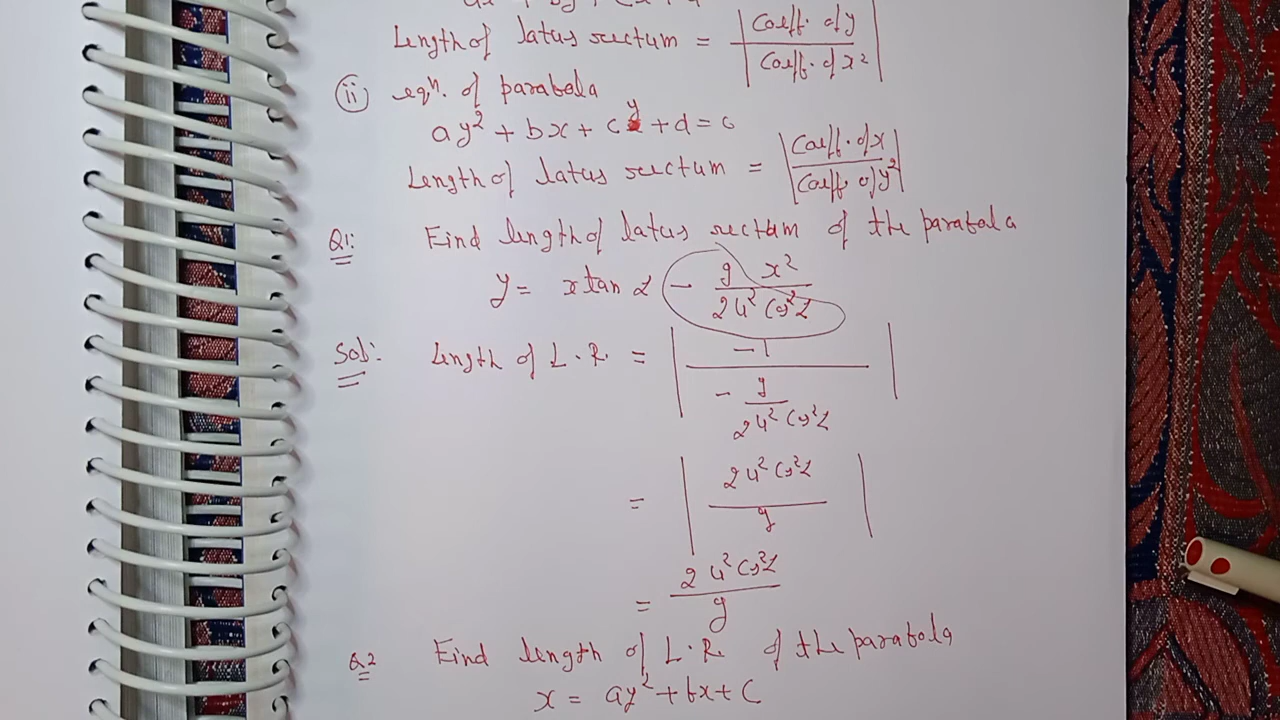 Length of latus rectum = | Coeff. of y / Coeff. of x² |
(ii) eqn. of parabola
ay² + bx + cy + d = 0
Length of latus rectum = | Coeff. of x / Coeff. of y² |
Q1: Find length of latus rectum of the parabola
y = x tan α - g x² / 2u² Cos²α
Sol: Length of L.R. = | -1 / - g / 2u² Cos²α |
= | 2u² Cos²α / g |
= 2u² Cos²α / g
Q2 Find length of L.R. of the parabola
x = ay² + bx + C